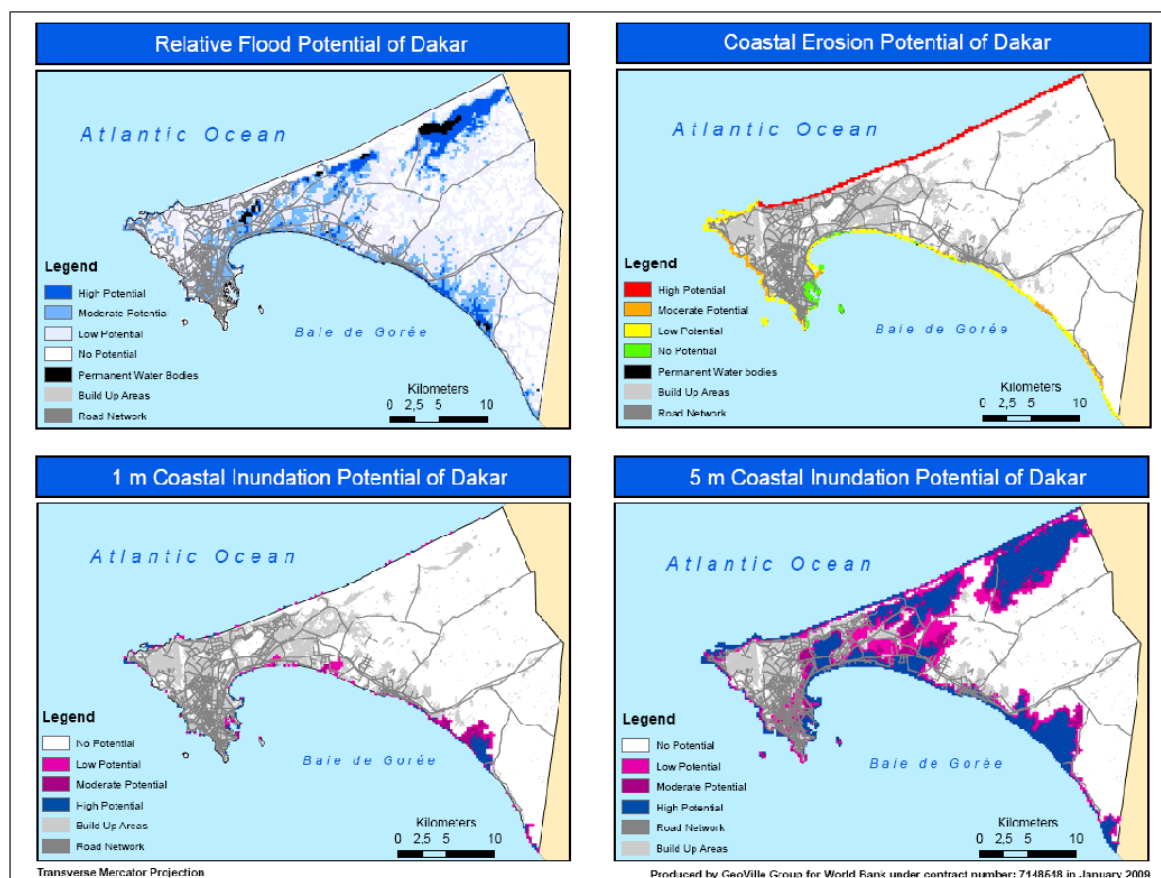 Relative Flood Potential of Dakar
Atlantic Ocean
Baie de Gorée
Legend
High Potential
Moderate Potential
Low Potential
No Potential
Permanent Water Bodies
Build Up Areas
Road Network
Kilometers
0 2,5 5 10
Coastal Erosion Potential of Dakar
Atlantic Ocean
Baie de Gorée
Legend
High Potential
Moderate Potential
Low Potential
No Potential
Permanent Water bodies
Build Up Areas
Road Network
Kilometers
0 2,5 5 10
1 m Coastal Inundation Potential of Dakar
Atlantic Ocean
Baie de Gorée
Legend
No Potential
Low Potential
Moderate Potential
High Potential
Build Up Areas
Road Network
Kilometers
0 2,5 5 10
5 m Coastal Inundation Potential of Dakar
Atlantic Ocean
Baie de Gorée
Legend
No Potential
Low Potential
Moderate Potential
High Potential
Road Network
Build Up Areas
Kilometers
0 2,5 5 10
Transverse Mercator Projection
Produced by GeoVille Group for World Bank under contract number: 7148548 in January 2009